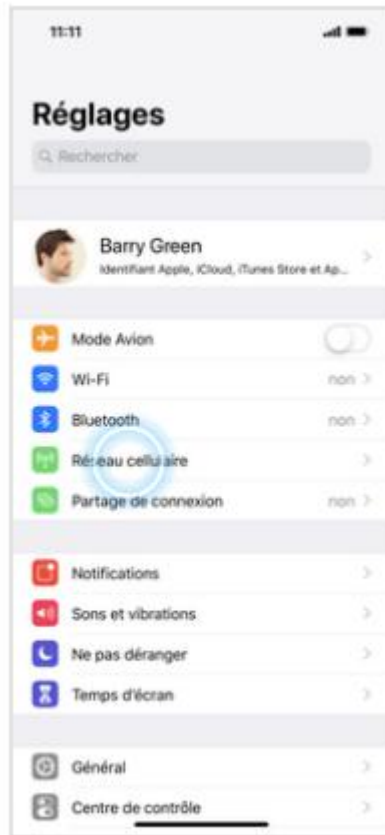 11:11
Réglages
Rechercher
Barry Green
Identifiant Apple, iCloud, iTunes Store et Ap...
Mode Avion
Wi-Fi non
Bluetooth non
Réseau cellulaire
Partage de connexion non
Notifications
Sons et vibrations
Ne pas déranger
Temps d'écran
Général
Centre de contrôle